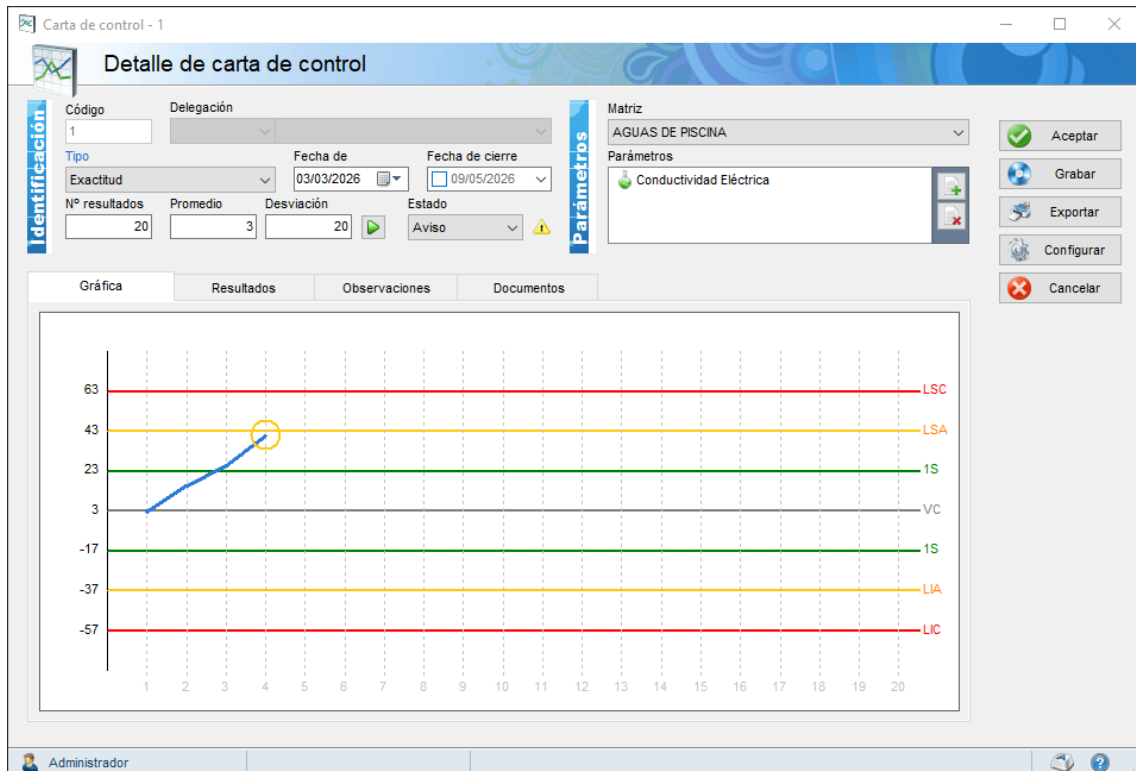 Carta de control - 1
Detalle de carta de control
Identificación
Código
Delegación
1
Tipo
Fecha de
Fecha de cierre
Exactitud
03/03/2026
09/05/2026
Nº resultados
Promedio
Desviación
Estado
20
3
20
Aviso
Parámetros
Matriz
AGUAS DE PISCINA
Parámetros
Conductividad Eléctrica
Aceptar
Grabar
Exportar
Configurar
Cancelar
Gráfica
Resultados
Observaciones
Documentos
63
LSC
43
LSA
23
1S
3
VC
-17
1S
-37
LIA
-57
LIC
1 2 3 4 5 6 7 8 9 10 11 12 13 14 15 16 17 18 19 20
Administrador